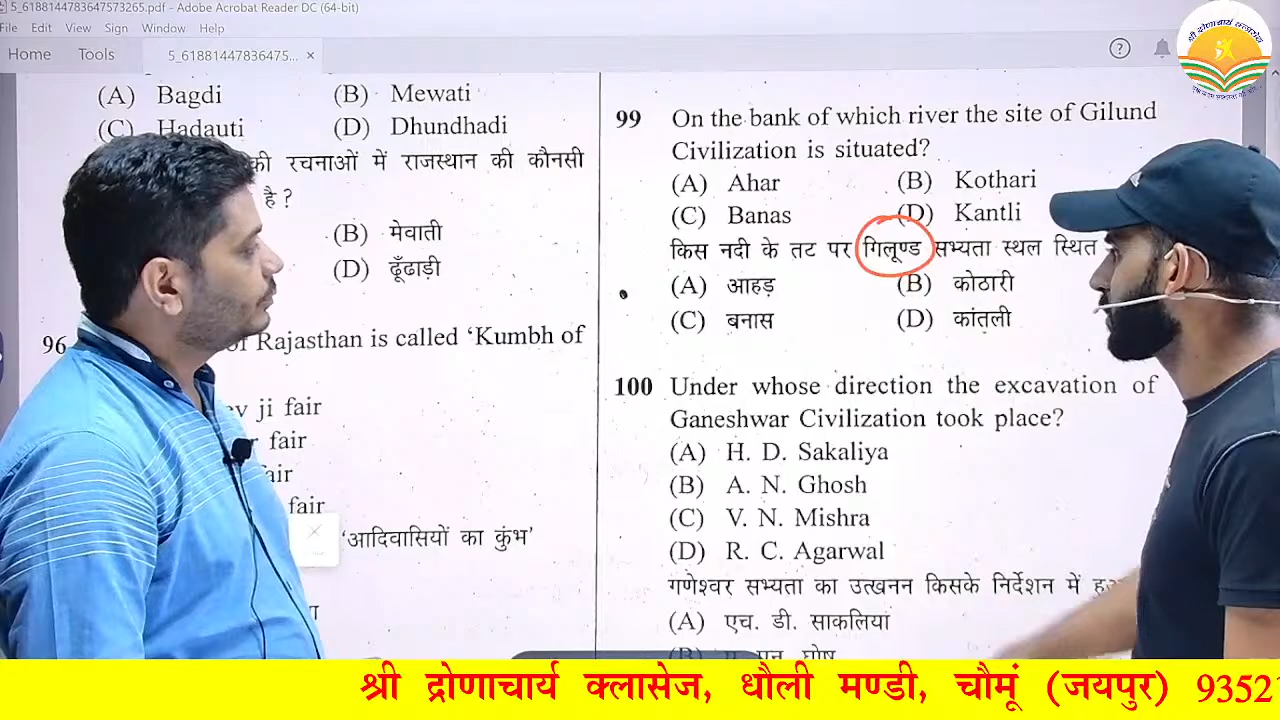 5_6188144783647573265.pdf - Adobe Acrobat Reader DC (64-bit)
File Edit View Sign Window Help
Home Tools 5_61881447836475... ×
श्री द्रोणाचार्य क्लासेज
(A) Bagdi (B) Mewati
(C) Hadauti (D) Dhundhadi
की रचनाओं में राजस्थान की कौनसी
है ?
(B) मेवाती
(D) ढूँढाड़ी
96 of Rajasthan is called ‘Kumbh of
ev ji fair
fair
fair
fair
‘आदिवासियों का कुंभ’
99 On the bank of which river the site of Gilund
Civilization is situated?
(A) Ahar (B) Kothari
(C) Banas (D) Kantli
किस नदी के तट पर गिलूण्ड सभ्यता स्थल स्थित
(A) आहड़ (B) कोठारी
(C) बनास (D) कांतली
100 Under whose direction the excavation of
Ganeshwar Civilization took place?
(A) H. D. Sakaliya
(B) A. N. Ghosh
(C) V. N. Mishra
(D) R. C. Agarwal
गणेश्वर सभ्यता का उत्खनन किसके निर्देशन में
(A) एच. डी. साकलिया
(B) ए. एन. घोष
श्री द्रोणाचार्य क्लासेज, धौली मण्डी, चौमूं (जयपुर) 9352